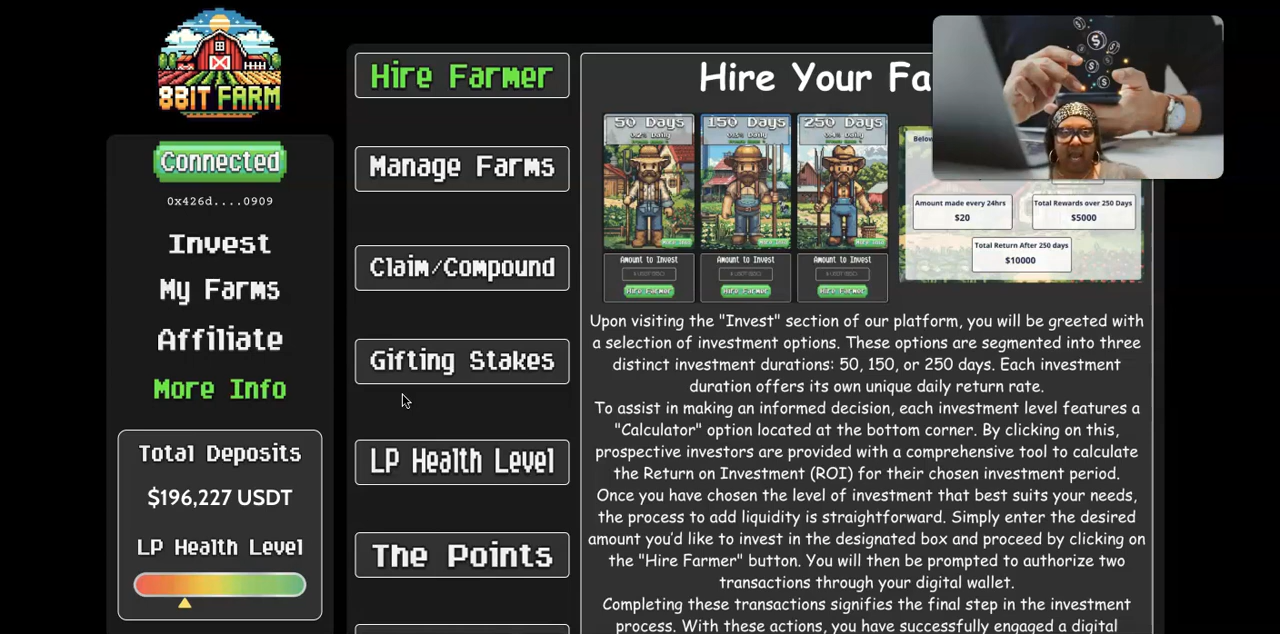 8BIT FARM
Connected
0x426d....0909
Invest
My Farms
Affiliate
More Info
Total Deposits
$196,227 USDT
LP Health Level
Hire Farmer
Manage Farms
Claim/Compound
Gifting Stakes
LP Health Level
The Points
Hire Your Fa
50 Days
150 Days
250 Days
Amount to Invest
Amount to Invest
Amount to Invest
Hire Farmer
Hire Farmer
Hire Farmer
Below
Amount made every 24hrs
$20
Total Rewards over 250 Days
$5000
Total Return After 250 days
$10000
Upon visiting the "Invest" section of our platform, you will be greeted with
a selection of investment options. These options are segmented into three
distinct investment durations: 50, 150, or 250 days. Each investment
duration offers its own unique daily return rate.
To assist in making an informed decision, each investment level features a
"Calculator" option located at the bottom corner. By clicking on this,
prospective investors are provided with a comprehensive tool to calculate
the Return on Investment (ROI) for their chosen investment period.
Once you have chosen the level of investment that best suits your needs,
the process to add liquidity is straightforward. Simply enter the desired
amount you'd like to invest in the designated box and proceed by clicking on
the "Hire Farmer" button. You will then be prompted to authorize two
transactions through your digital wallet.
Completing these transactions signifies the final step in the investment
process. With these actions, you have successfully engaged a digital